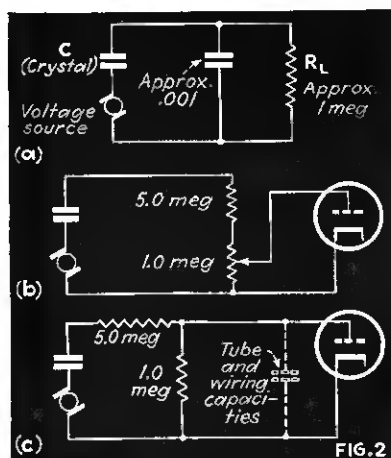 C
(Crystal)
Voltage
source
Approx.
.001
RL
Approx.
1 meg
(a)
5.0 meg
1.0 meg
(b)
5.0 meg
1.0
meg
Tube
and
wiring
capaci-
ties
(c)
FIG.2